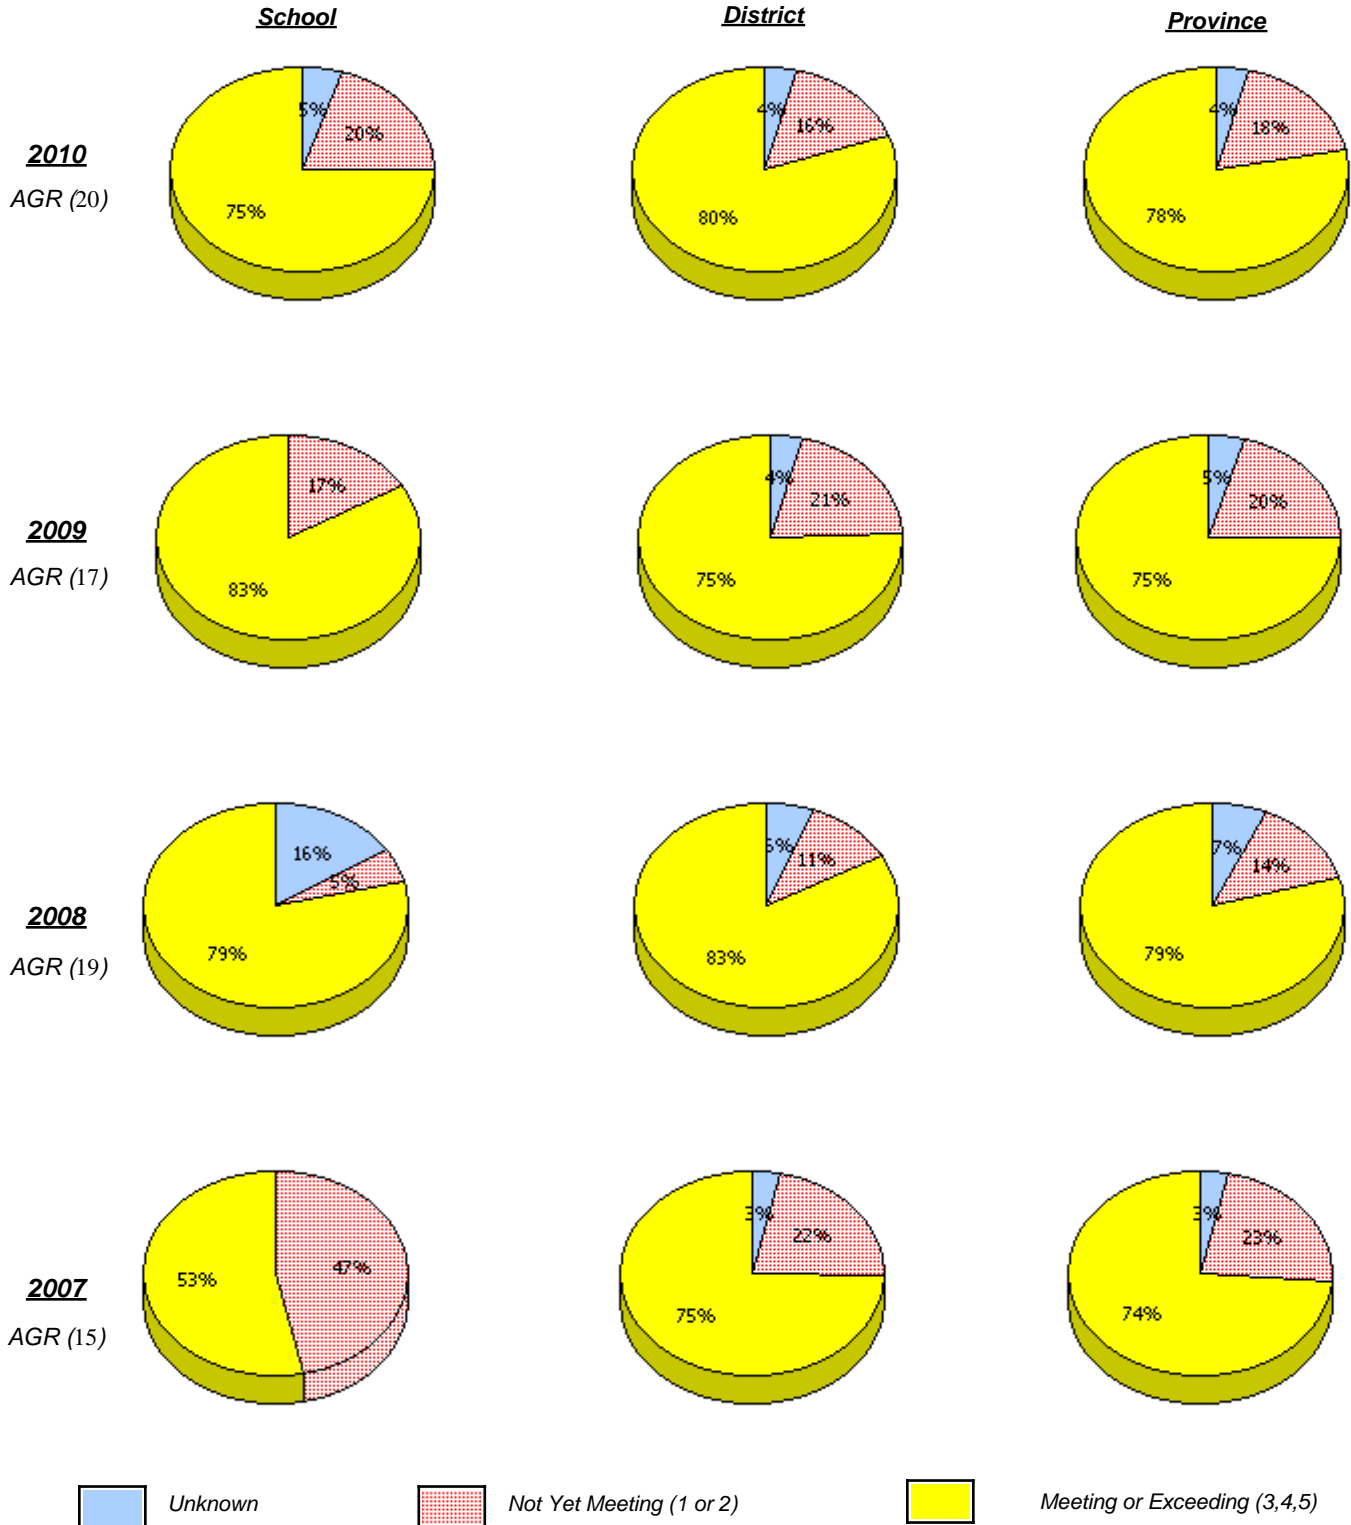 School District Province
5% 20% 75%
4% 16% 80%
4% 18% 78%
2010
AGR (20)
17% 83%
4% 21% 75%
5% 20% 75%
2009
AGR (17)
16% 5% 79%
11% 83%
7% 14% 79%
2008
AGR (19)
47% 53%
3% 22% 75%
3% 23% 74%
2007
AGR (15)
Unknown Not Yet Meeting (1 or 2) Meeting or Exceeding (3,4,5)